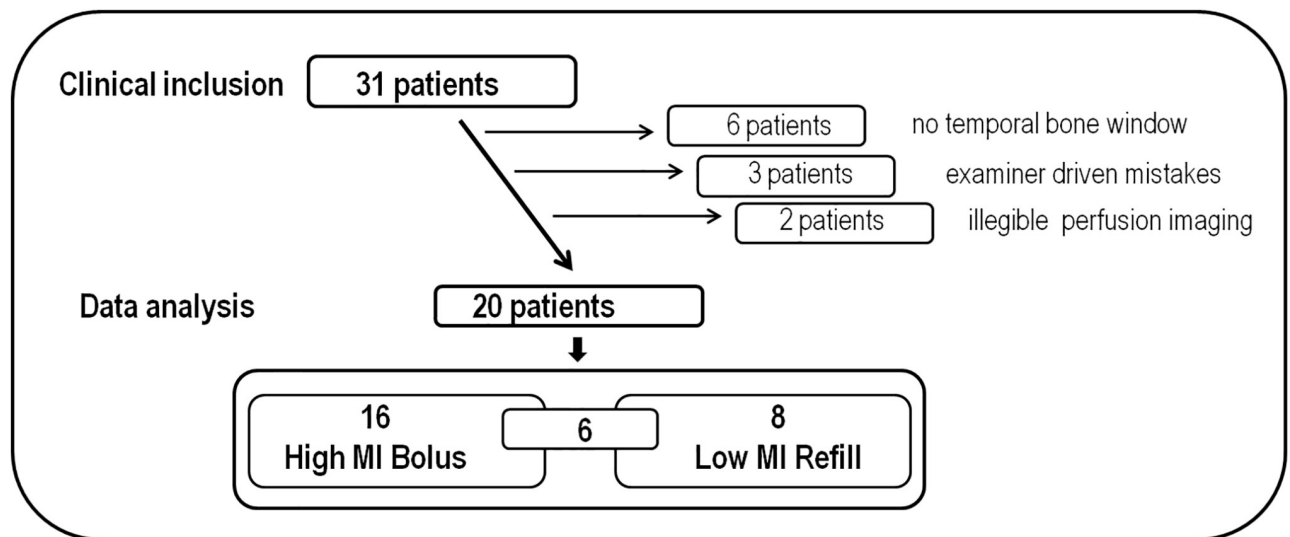 Clinical inclusion 31 patients
6 patients no temporal bone window
3 patients examiner driven mistakes
2 patients illegible perfusion imaging
Data analysis 20 patients
16 6 8
High MI Bolus Low MI Refill